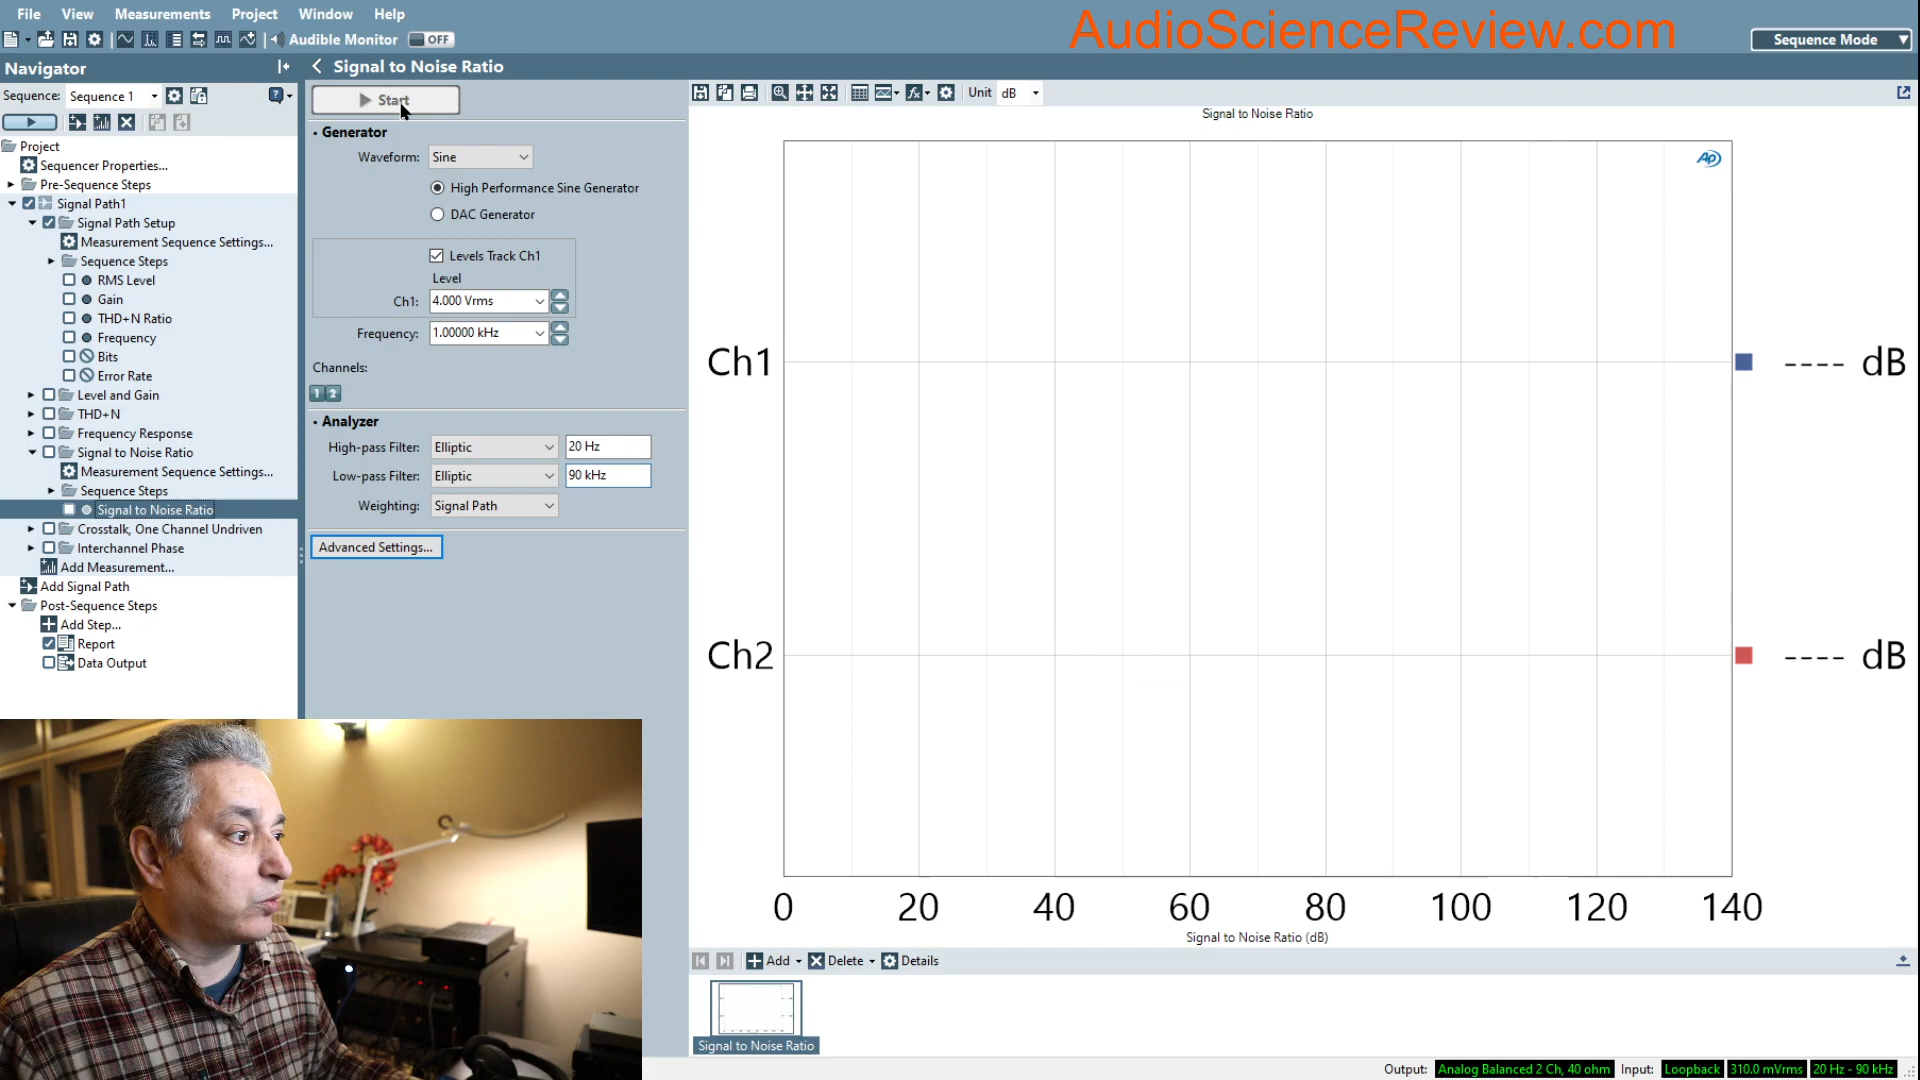 File View Measurements Project Window Help
AudioScienceReview.com
Audible Monitor OFF
Sequence Mode
Navigator
Signal to Noise Ratio
Sequence: Sequence 1
Start
Unit dB
Signal to Noise Ratio
Project
Sequencer Properties...
Pre-Sequence Steps
Signal Path1
Signal Path Setup
Measurement Sequence Settings...
Sequence Steps
RMS Level
Gain
THD+N Ratio
Frequency
Bits
Error Rate
Level and Gain
THD+N
Frequency Response
Signal to Noise Ratio
Measurement Sequence Settings...
Sequence Steps
Signal to Noise Ratio
Crosstalk, One Channel Undriven
Interchannel Phase
Add Measurement...
Add Signal Path
Post-Sequence Steps
Add Step...
Report
Data Output
Generator
Waveform: Sine
High Performance Sine Generator
DAC Generator
Levels Track Ch1
Level
Ch1: 4.000 Vrms
Frequency: 1.00000 kHz
Channels:
1 2
Analyzer
High-pass Filter: Elliptic 20 Hz
Low-pass Filter: Elliptic 90 kHz
Weighting: Signal Path
Advanced Settings...
AP
Ch1 ---- dB
Ch2 ---- dB
0 20 40 60 80 100 120 140
Signal to Noise Ratio (dB)
Add Delete Details
Signal to Noise Ratio
Output: Analog Balanced 2 Ch, 40 ohm Input: Loopback 310.0 mVrms 20 Hz - 90 kHz